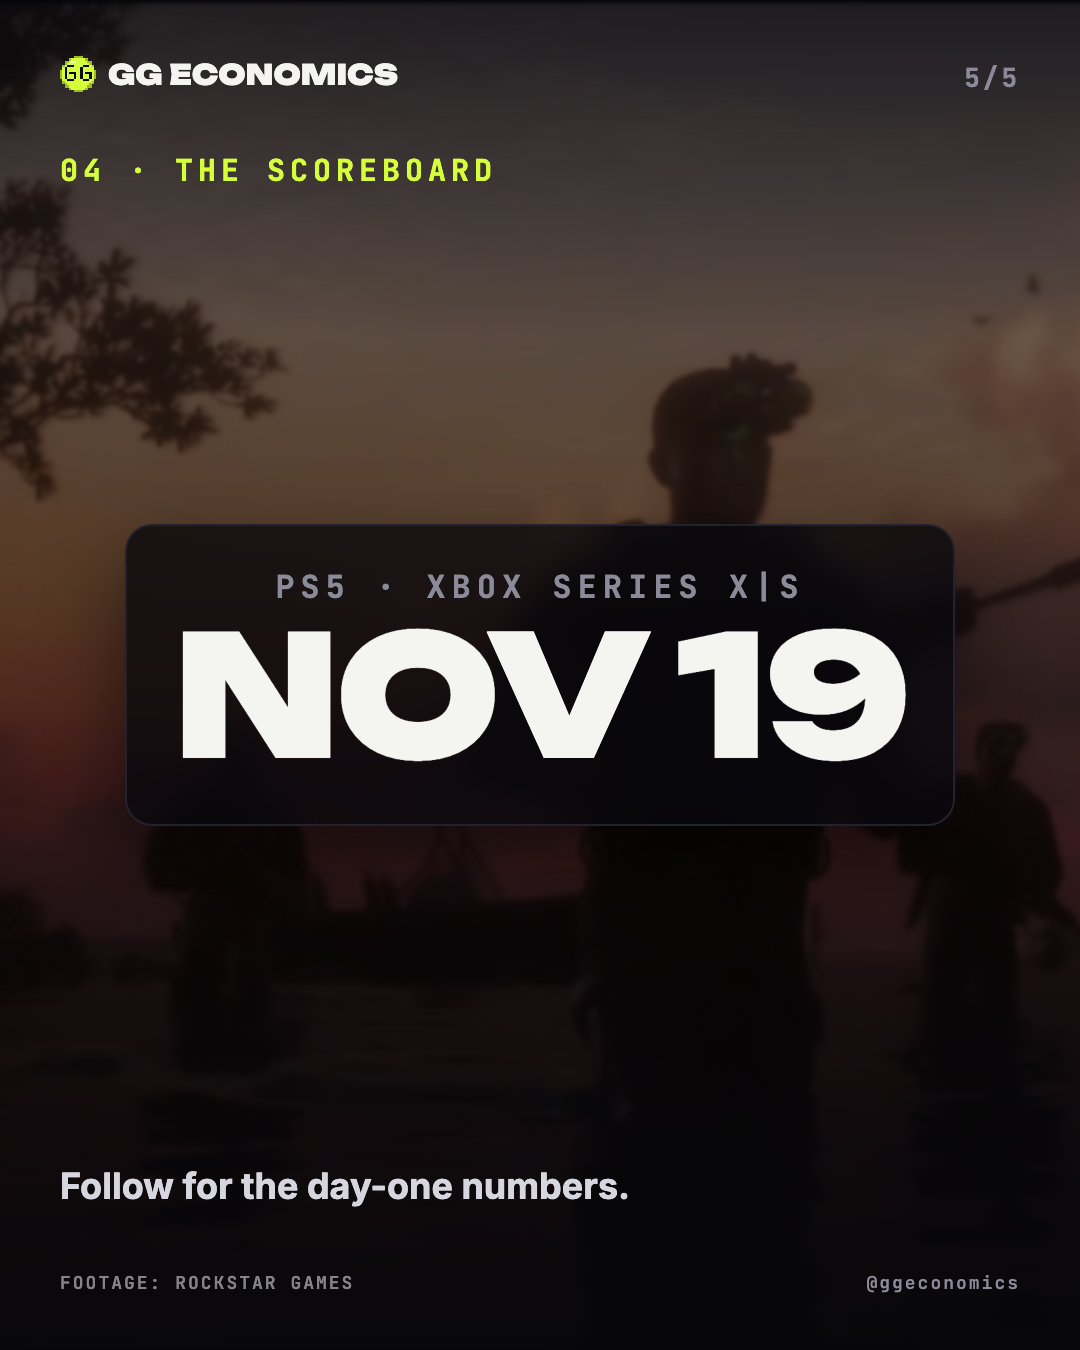 GG GG ECONOMICS
5/5
04 · THE SCOREBOARD
PS5 · XBOX SERIES X|S
NOV 19
Follow for the day-one numbers.
FOOTAGE: ROCKSTAR GAMES
@ggeconomics